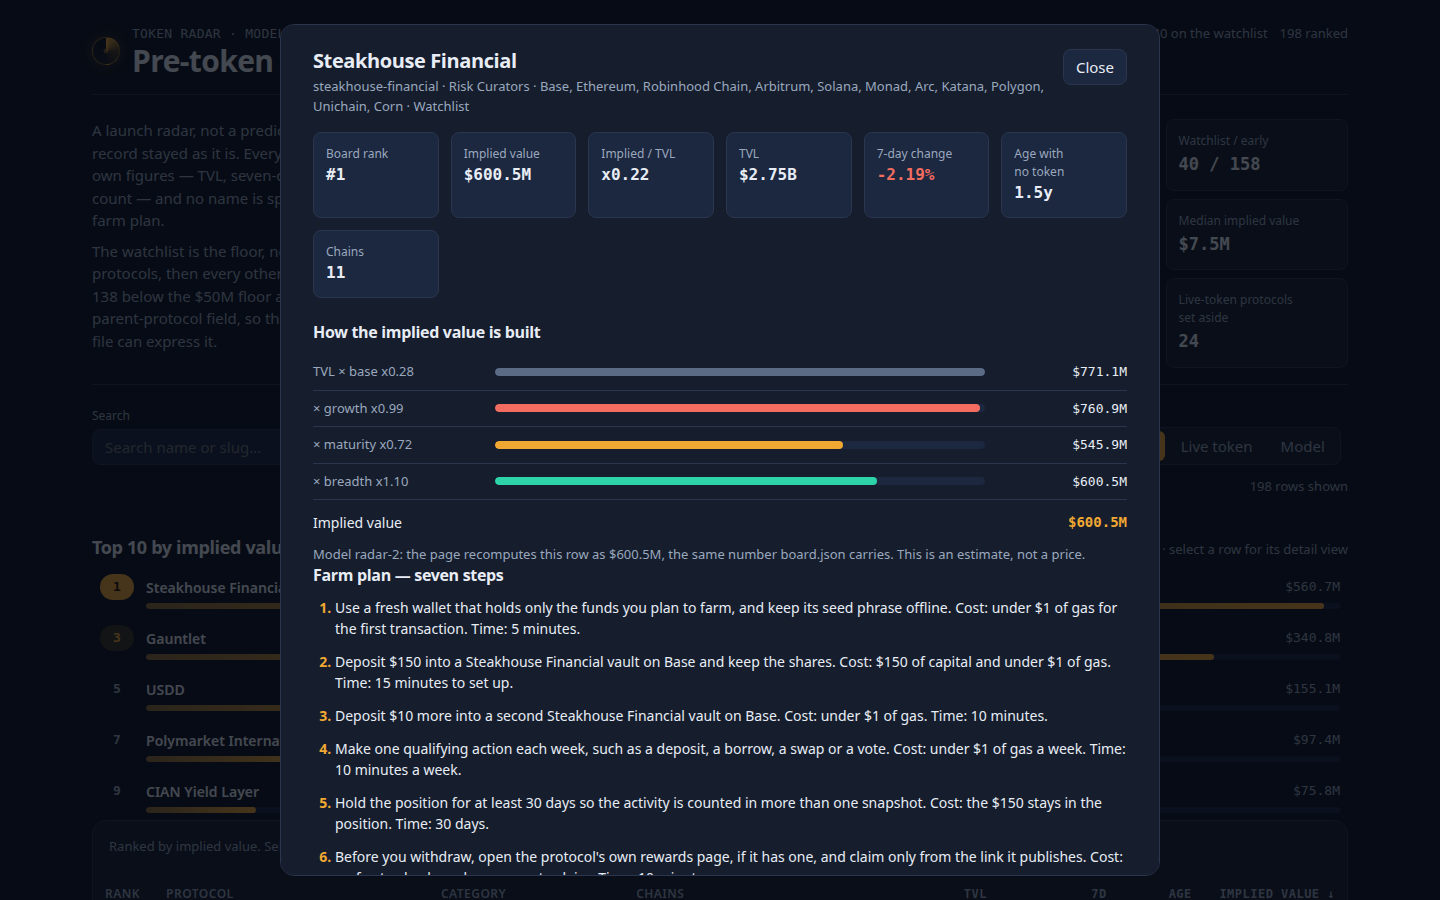 TOKEN RADAR · MODEL
Pre-token
0 on the watchlist 198 ranked
A launch radar, not a predic
record stayed as it is. Every
own figures — TVL, seven-d
count — and no name is sp
farm plan.
The watchlist is the floor, n
protocols, then every other
138 below the $50M floor a
parent-protocol field, so th
file can express it.
Watchlist / early
40 / 158
Median implied value
$7.5M
Live-token protocols
set aside
24
Search
Search name or slug...
Live token Model
198 rows shown
Top 10 by implied valu
· select a row for its detail view
1 Steakhouse Financi
$560.7M
3 Gauntlet
$340.8M
5 USDD
$155.1M
7 Polymarket Interna
$97.4M
9 CIAN Yield Layer
$75.8M
Ranked by implied value. Se
RANK PROTOCOL CATEGORY CHAINS TVL 7D AGE IMPLIED VALUE ↓
Steakhouse Financial
Close
steakhouse-financial · Risk Curators · Base, Ethereum, Robinhood Chain, Arbitrum, Solana, Monad, Arc, Katana, Polygon,
Unichain, Corn · Watchlist
Board rank
#1
Implied value
$600.5M
Implied / TVL
x0.22
TVL
$2.75B
7-day change
-2.19%
Age with
no token
1.5y
Chains
11
How the implied value is built
TVL × base x0.28 $771.1M
× growth x0.99 $760.9M
× maturity x0.72 $545.9M
× breadth x1.10 $600.5M
Implied value $600.5M
Model radar-2: the page recomputes this row as $600.5M, the same number board.json carries. This is an estimate, not a price.
Farm plan — seven steps
1. Use a fresh wallet that holds only the funds you plan to farm, and keep its seed phrase offline. Cost: under $1 of gas for
the first transaction. Time: 5 minutes.
2. Deposit $150 into a Steakhouse Financial vault on Base and keep the shares. Cost: $150 of capital and under $1 of gas.
Time: 15 minutes to set up.
3. Deposit $10 more into a second Steakhouse Financial vault on Base. Cost: under $1 of gas. Time: 10 minutes.
4. Make one qualifying action each week, such as a deposit, a borrow, a swap or a vote. Cost: under $1 of gas a week. Time:
10 minutes a week.
5. Hold the position for at least 30 days so the activity is counted in more than one snapshot. Cost: the $150 stays in the
position. Time: 30 days.
6. Before you withdraw, open the protocol's own rewards page, if it has one, and claim only from the link it publishes. Cost: